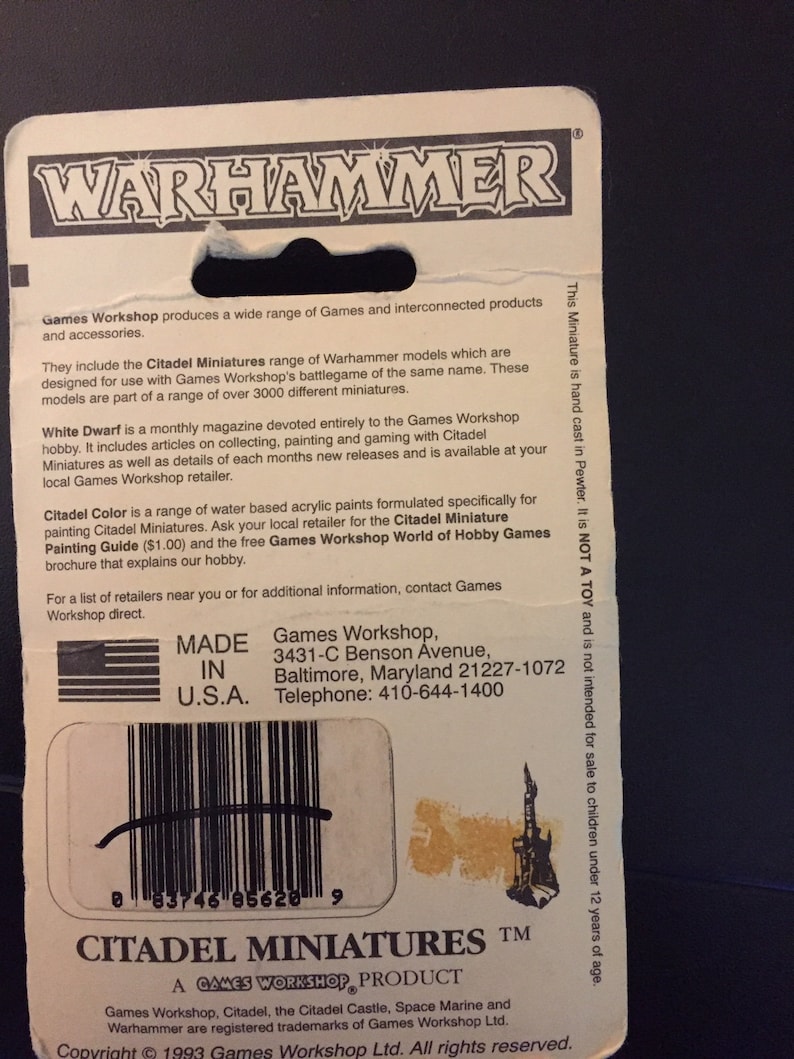 WARHAMMER®
Games Workshop produces a wide range of Games and interconnected products
and accessories.
They include the Citadel Miniatures range of Warhammer models which are
designed for use with Games Workshop's battlegame of the same name. These
models are part of a range of over 3000 different miniatures.
White Dwarf is a monthly magazine devoted entirely to the Games Workshop
hobby. It includes articles on collecting, painting and gaming with Citadel
Miniatures as well as details of each months new releases and is available at your
local Games Workshop retailer.
Citadel Color is a range of water based acrylic paints formulated specifically for
painting Citadel Miniatures. Ask your local retailer for the Citadel Miniature
Painting Guide ($1.00) and the free Games Workshop World of Hobby Games
brochure that explains our hobby.
For a list of retailers near you or for additional information, contact Games
Workshop direct.
MADE
IN
U.S.A.
Games Workshop,
3431-C Benson Avenue,
Baltimore, Maryland 21227-1072
Telephone: 410-644-1400
This Miniature is hand cast in Pewter. It is NOT A TOY and is not intended for sale to children under 12 years of age.
0 83746 85620 9
CITADEL MINIATURES ™
A GAMES WORKSHOP® PRODUCT
Games Workshop, Citadel, the Citadel Castle, Space Marine and
Warhammer are registered trademarks of Games Workshop Ltd.
Copyright © 1993 Games Workshop Ltd. All rights reserved.